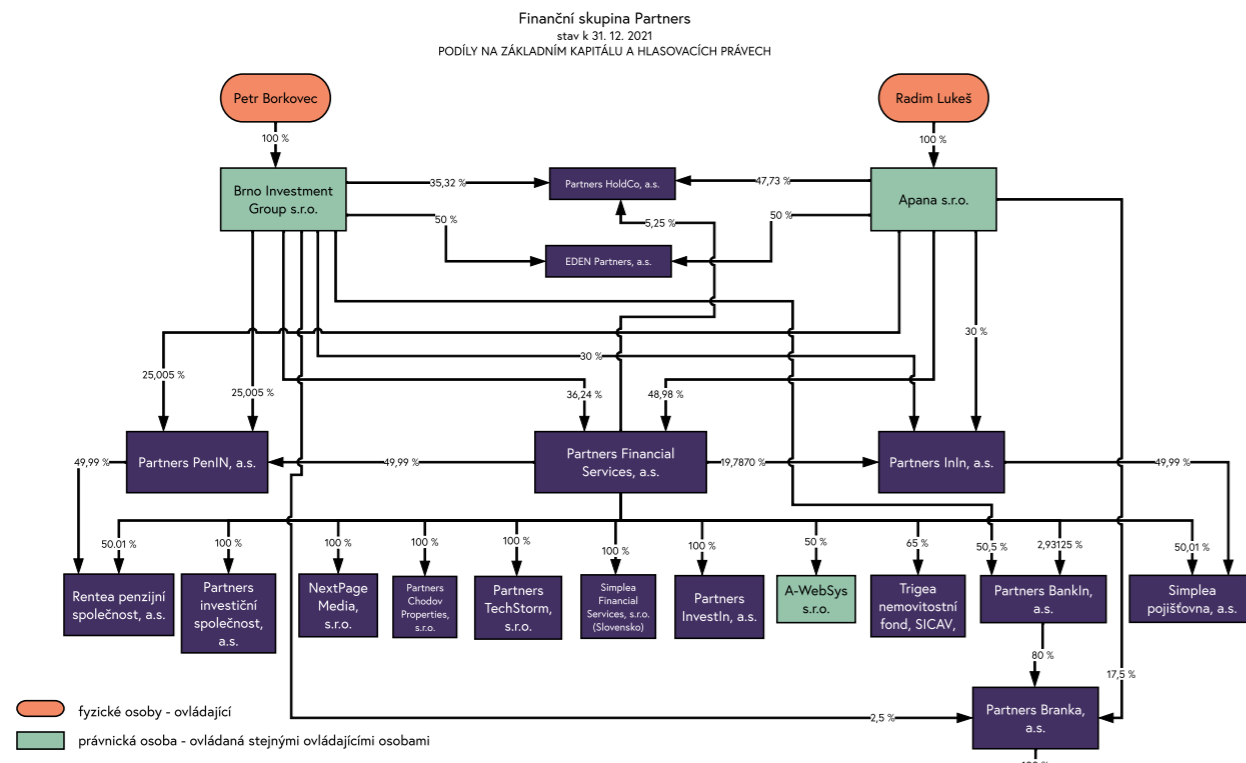 Finanční skupina Partners
stav k 31. 12. 2021
PODÍLY NA ZÁKLADNÍM KAPITÁLU A HLASOVACÍCH PRÁVECH
Petr Borkovec
Radim Lukeš
100 %
100 %
Brno Investment
Group s.r.o.
35,32 %
Partners HoldCo, a.s.
47,73 %
Apana s.r.o.
50 %
5,25 %
50 %
EDEN Partners, a.s.
30 %
30 %
25,005 %
25,005 %
36,24 %
48,98 %
Partners PenIN, a.s.
Partners Financial
Services, a.s.
Partners InIn, a.s.
49,99 %
49,99 %
19,7870 %
49,99 %
50,01 %
100 %
100 %
100 %
100 %
100 %
100 %
50 %
65 %
50,5 %
2,93125 %
50,01 %
Rentea penzijní
společnost, a.s.
Partners
investiční
společnost,
a.s.
NextPage
Media,
s.r.o.
Partners
Chodov
Properties,
s.r.o.
Partners
TechStorm,
s.r.o.
Simplea
Financial
Services, s.r.o.
(Slovensko)
Partners
InvestIn, a.s.
A-WebSys
s.r.o.
Trigea
nemovitostní
fond, SICAV,
Partners BankIn,
a.s.
Simplea
pojišťovna, a.s.
80 %
17,5 %
Partners Branka,
a.s.
2,5 %
fyzické osoby - ovládající
právnická osoba - ovládaná stejnými ovládajícími osobami